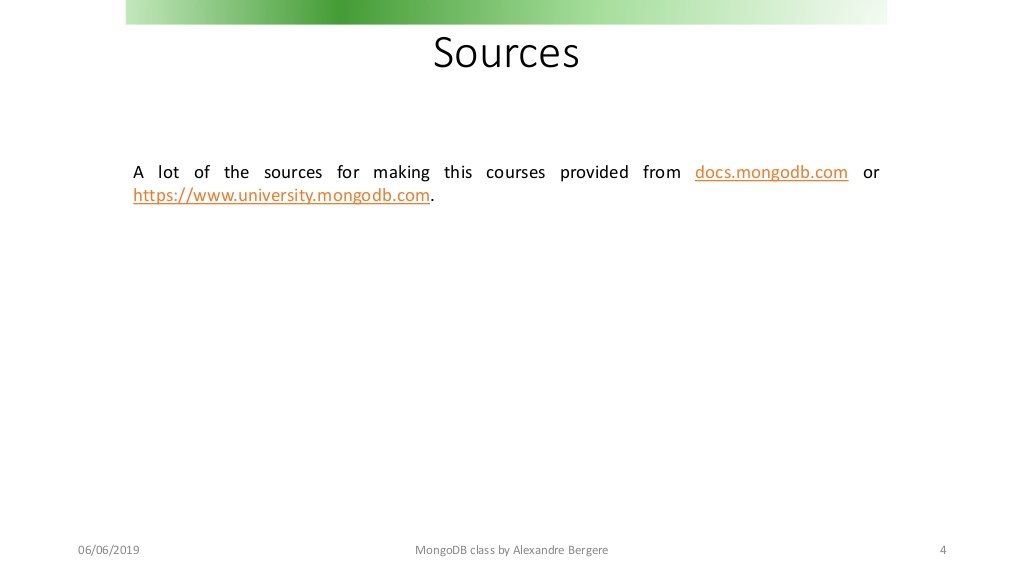 Sources
A lot of the sources for making this courses provided from docs.mongodb.com or
https://www.university.mongodb.com.
06/06/2019 MongoDB class by Alexandre Bergere 4